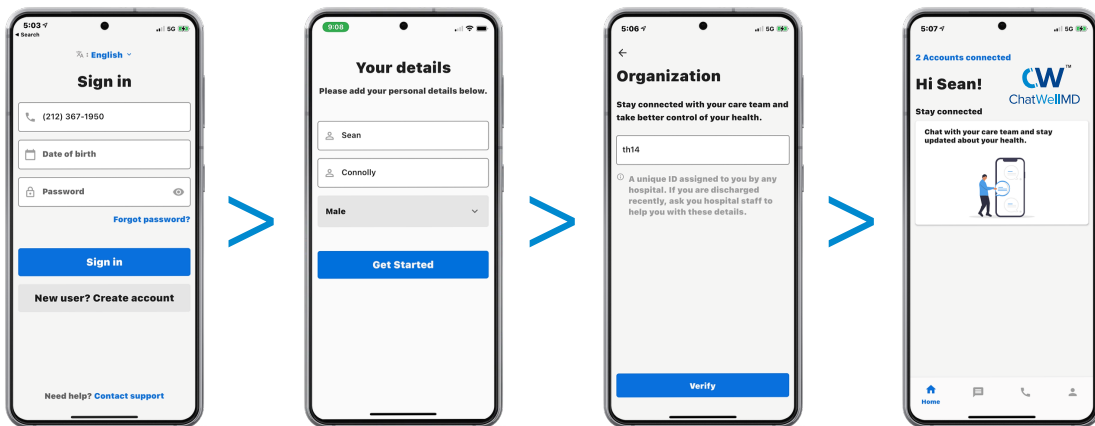 5:03
5G
Search
English
Sign in
(212) 367-1950
Date of birth
Password
Forgot password?
Sign in
New user? Create account
Need help? Contact support
>
9:08
Your details
Please add your personal details below.
Sean
Connolly
Male
Get Started
>
5:06
5G
Organization
Stay connected with your care team and
take better control of your health.
th14
A unique ID assigned to you by any
hospital. If you are discharged
recently, ask you hospital staff to
help you with these details.
Verify
>
5:07
5G
2 Accounts connected
Hi Sean!
CW™
ChatWellMD
Stay connected
Chat with your care team and stay
updated about your health.
Home